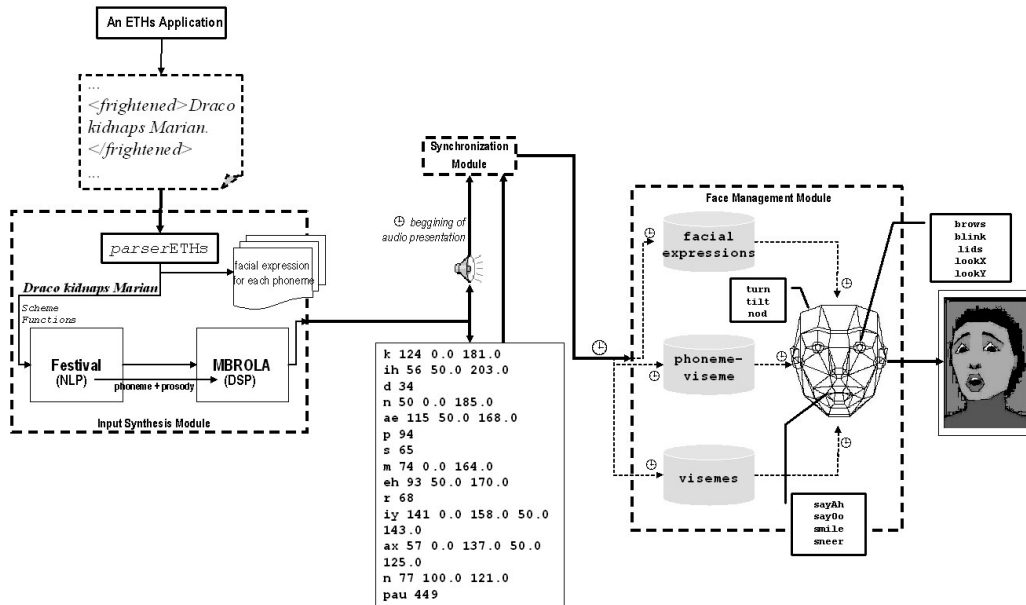 An ETHs Application
...
<frightened>Draco
kidnaps Marian.
</frightened>
...
parserETHs
facial expression
for each phoneme
Draco kidnaps Marian
Scheme
Functions
Festival
(NLP)
MBROLA
(DSP)
phoneme + prosody
Input Synthesis Module
Synchronization
Module
beggining of
audio presentation
k 124 0.0 181.0
ih 56 50.0 203.0
d 34
n 50 0.0 185.0
ae 115 50.0 168.0
p 94
s 65
m 74 0.0 164.0
eh 93 50.0 170.0
r 68
iy 141 0.0 158.0 50.0
143.0
ax 57 0.0 137.0 50.0
125.0
n 77 100.0 121.0
pau 449
Face Management Module
facial
expressions
phoneme-
viseme
visemes
turn
tilt
nod
brows
blink
lids
lookX
lookY
sayAh
sayOo
smile
sneer